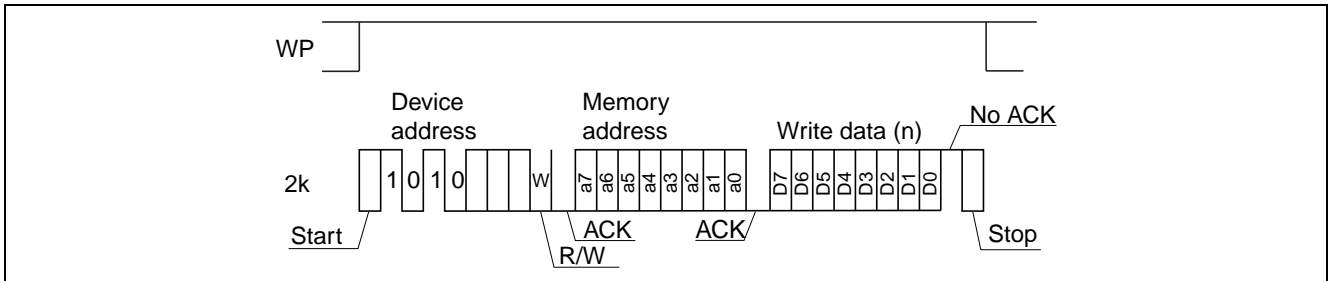 WP
Device address
Memory address
Write data (n)
No ACK
2k
1 0 1 0 W a7 a6 a5 a4 a3 a2 a1 a0 D7 D6 D5 D4 D3 D2 D1 D0
Start
ACK
ACK
Stop
R/W